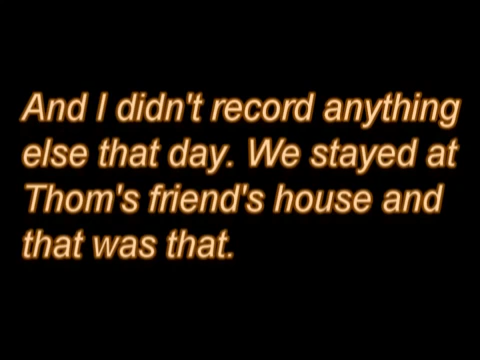 And I didn't record anything
else that day. We stayed at
Thom's friend's house and
that was that.